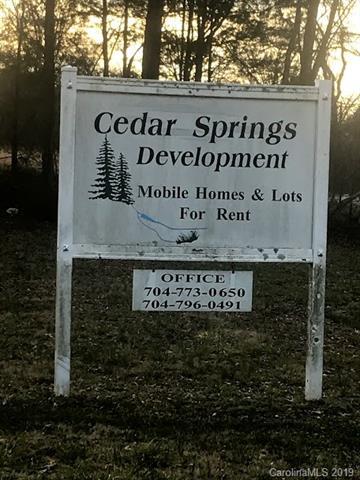 Cedar Springs
Development
Mobile Homes & Lots
For Rent
OFFICE
704-773-0650
704-796-0491
CarolinaMLS 2019